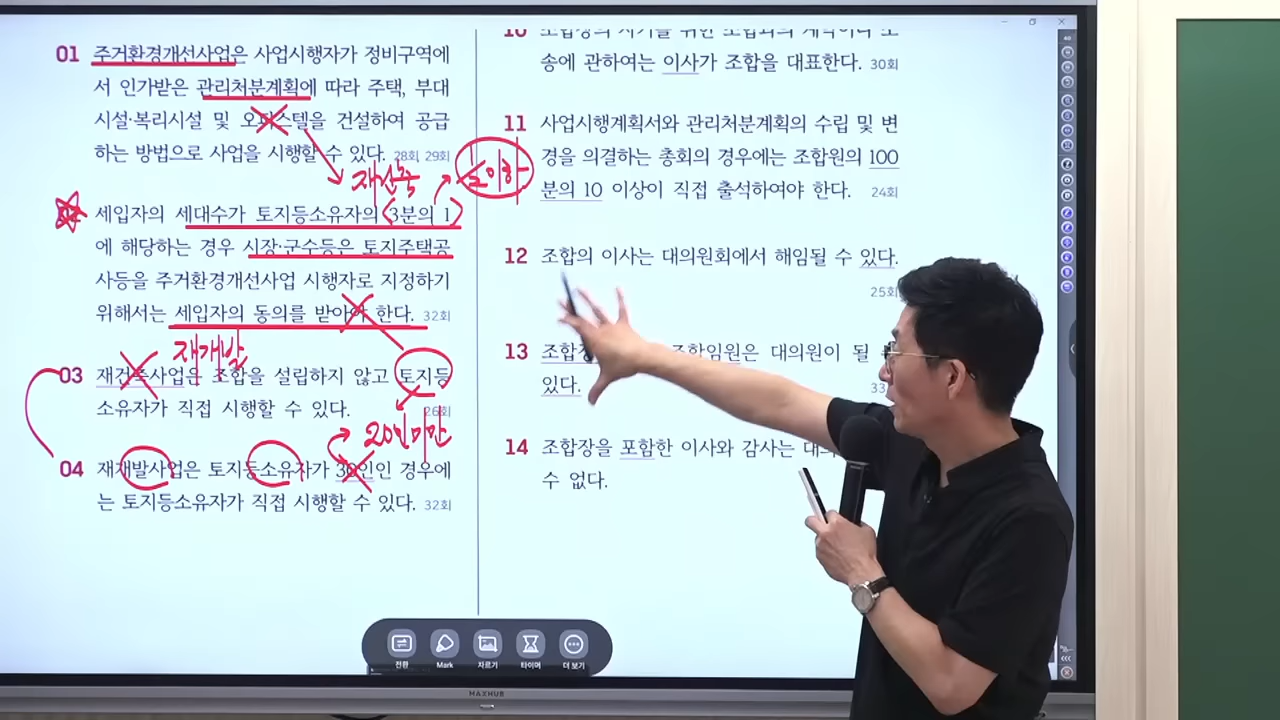 01 주거환경개선사업은 사업시행자가 정비구역에
서 인가받은 관리처분계획에 따라 주택, 부대
시설·복리시설 및 오피스텔을 건설하여 공급
하는 방법으로 사업을 시행할 수 있다. 28회, 29회
세입자의 세대수가 토지등소유자의 3분의 1
에 해당하는 경우 시장·군수등은 토지주택공
사등을 주거환경개선사업 시행자로 지정하기
위해서는 세입자의 동의를 받아야 한다. 32회
재개발
03 재건축사업은 조합을 설립하지 않고 토지등
소유자가 직접 시행할 수 있다. 26회
20인 미만
04 재개발사업은 토지등소유자가 30인인 경우에
는 토지등소유자가 직접 시행할 수 있다. 32회
송에 관하여는 이사가 조합을 대표한다. 30회
11 사업시행계획서와 관리처분계획의 수립 및 변
경을 의결하는 총회의 경우에는 조합원의 100
분의 10 이상이 직접 출석하여야 한다. 24회
12 조합의 이사는 대의원회에서 해임될 수 있다.
25회
13 조합장 조합임원은 대의원이 될
있다. 33
14 조합장을 포함한 이사와 감사는
수 없다.
전환 Mark 자르기 타이머 더 보기
MAXHUB